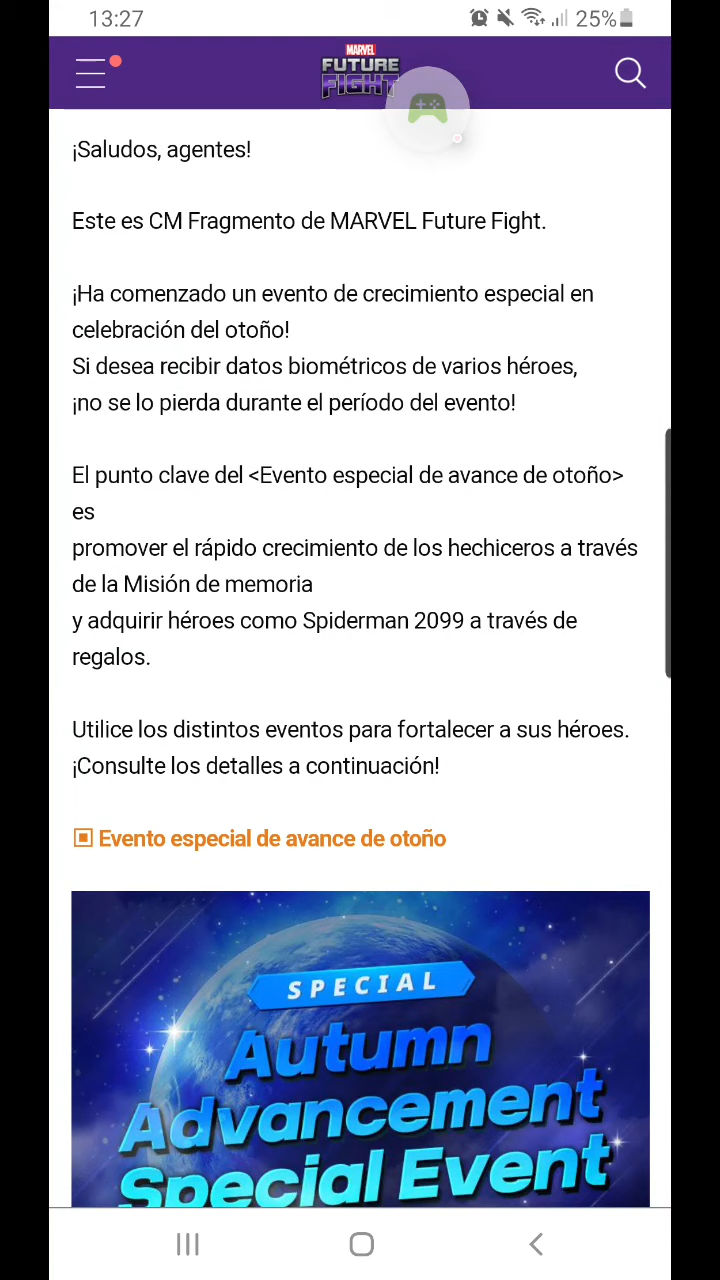 13:27
25%
MARVEL
FUTURE
FIGHT
¡Saludos, agentes!
Este es CM Fragmento de MARVEL Future Fight.
¡Ha comenzado un evento de crecimiento especial en
celebración del otoño!
Si desea recibir datos biométricos de varios héroes,
¡no se lo pierda durante el período del evento!
El punto clave del <Evento especial de avance de otoño>
es
promover el rápido crecimiento de los hechiceros a través
de la Misión de memoria
y adquirir héroes como Spiderman 2099 a través de
regalos.
Utilice los distintos eventos para fortalecer a sus héroes.
¡Consulte los detalles a continuación!
▣ Evento especial de avance de otoño
SPECIAL
Autumn
Advancement
Special Event